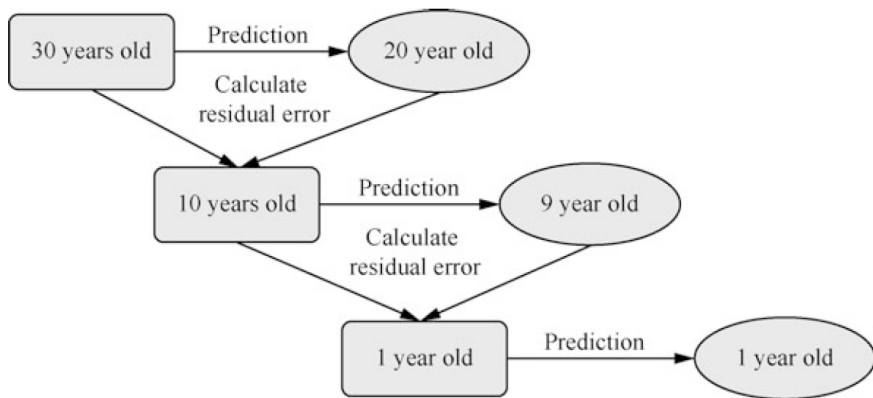 30 years old
Prediction
20 year old
Calculate
residual error
10 years old
Prediction
9 year old
Calculate
residual error
1 year old
Prediction
1 year old